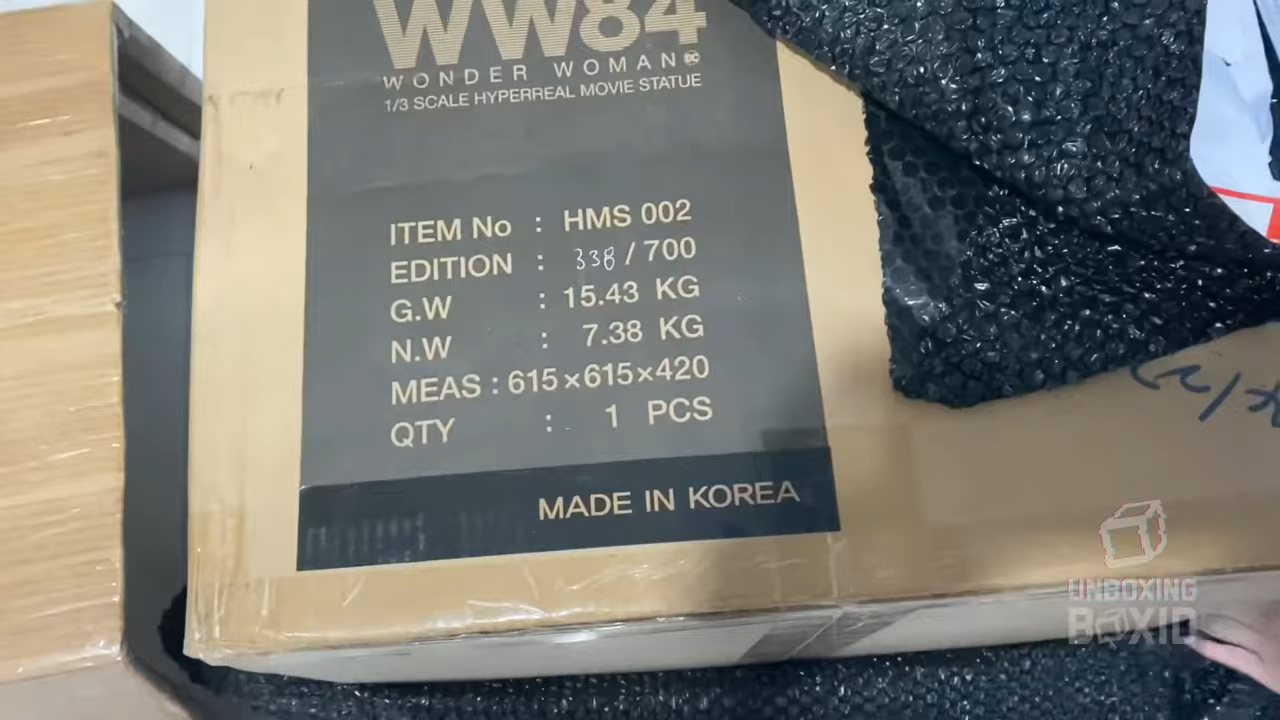 WW84
WONDER WOMAN DC
1/3 SCALE HYPERREAL MOVIE STATUE
ITEM No : HMS 002
EDITION : 338 / 700
G.W : 15.43 KG
N.W : 7.38 KG
MEAS : 615×615×420
QTY : 1 PCS
MADE IN KOREA
UNBOXING
BOXID